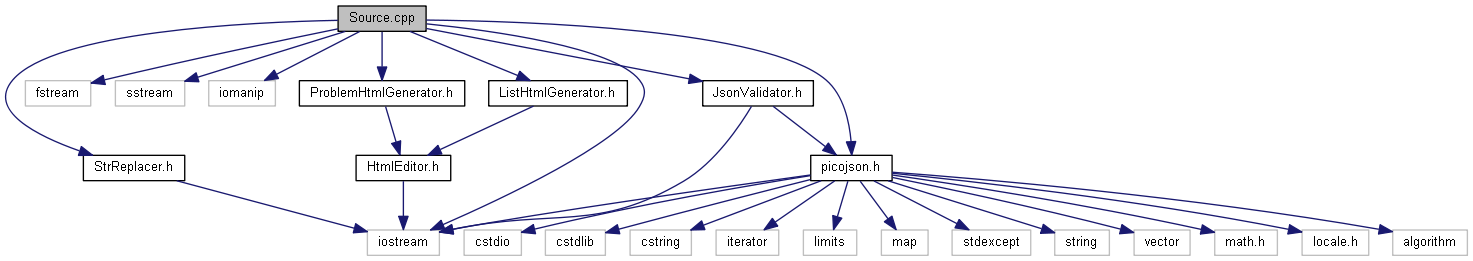 Source.cpp
fstream
sstream
iomanip
ProblemHtmlGenerator.h
ListHtmlGenerator.h
JsonValidator.h
StrReplacer.h
HtmlEditor.h
picojson.h
iostream
cstdio
cstdlib
cstring
iterator
limits
map
stdexcept
string
vector
math.h
locale.h
algorithm